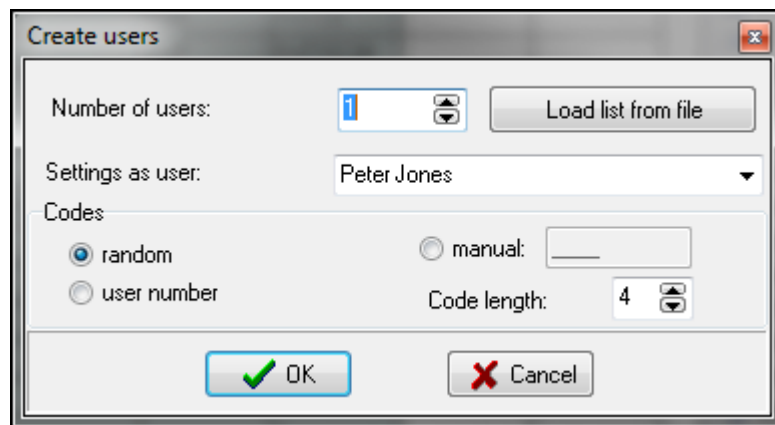 Create users
Number of users: 1 Load list from file
Settings as user: Peter Jones
Codes
random manual: ____
user number Code length: 4
OK Cancel